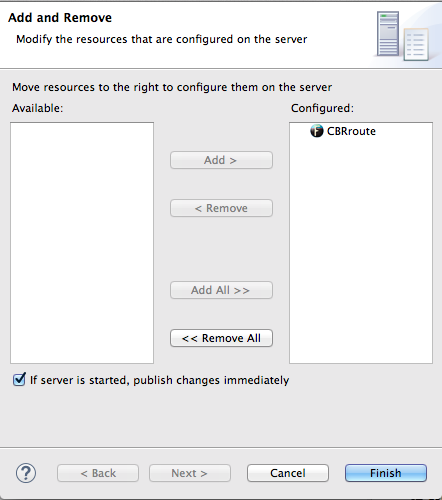 Add and Remove
Modify the resources that are configured on the server
Move resources to the right to configure them on the server
Available:
Configured:
CBRroute
Add >
< Remove
Add All >>
<< Remove All
If server is started, publish changes immediately
?
< Back
Next >
Cancel
Finish